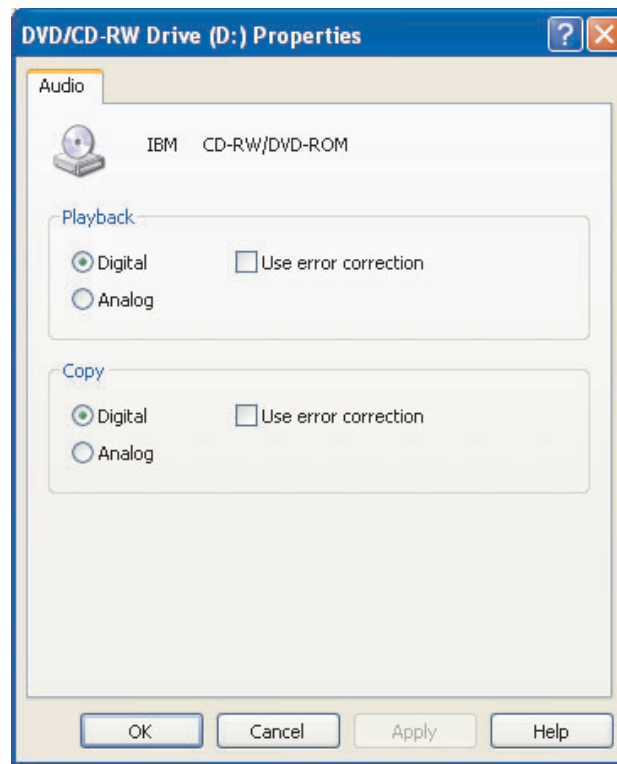 DVD/CD-RW Drive (D:) Properties
Audio
IBM CD-RW/DVD-ROM
Playback
Digital Use error correction
Analog
Copy
Digital Use error correction
Analog
OK Cancel Apply Help